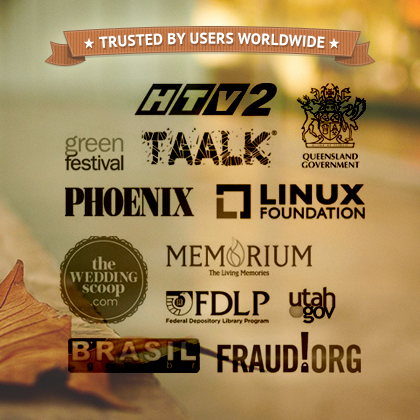 ★ TRUSTED BY USERS WORLDWIDE ★
HTV2
green
festival
TAALK®
QUEENSLAND
GOVERNMENT
PHOENIX
LINUX
FOUNDATION
the
WEDDING
scoop
.com
MEMORIUM
The Living Memories
FDLP
Federal Depository Library Program
utah
gov
BRASIL
FRAUD!ORG